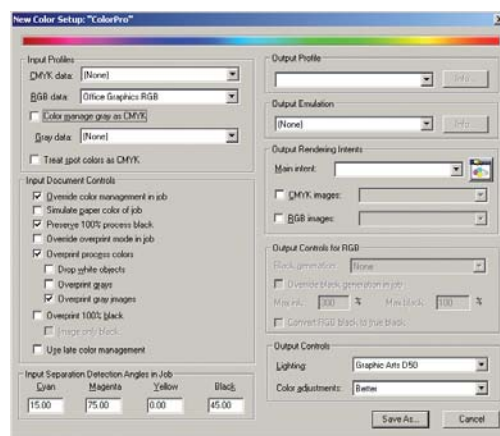 New Color Setup: "ColorPro"
Input Profiles
CMYK data: (None)
RGB data: Office Graphics RGB
Color manage gray as CMYK
Gray data: (None)
Treat spot colors as CMYK
Input Document Controls
Override color management in job
Simulate paper color of job
Preserve 100% process black
Override overprint mode in job
Overprint process colors
Drop white objects
Overprint grays
Overprint gray images
Overprint 100% black
Image only black
Use late color management
Input Separation Detection Angles in Job
Cyan Magenta Yellow Black
15.00 75.00 0.00 45.00
Output Profile
Info...
Output Emulation
(None) Info...
Output Rendering Intents
Main intent:
CMYK images:
RGB images:
Output Controls for RGB
Black generation: None
Override black generation in job
Max ink: 300 % Max black: 100 %
Convert RGB black to true black
Output Controls
Lighting: Graphic Arts D50
Color adjustments: Better
Save As... Cancel